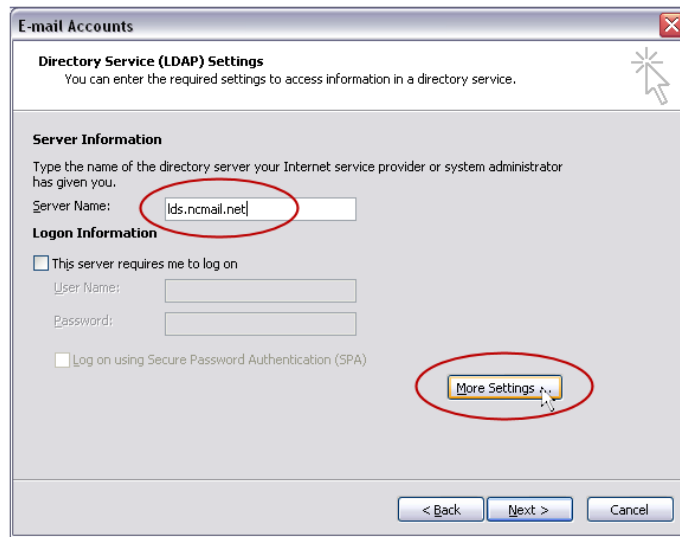 E-mail Accounts
Directory Service (LDAP) Settings
You can enter the required settings to access information in a directory service.
Server Information
Type the name of the directory server your Internet service provider or system administrator
has given you.
Server Name: lds.ncmail.net
Logon Information
This server requires me to log on
User Name:
Password:
Log on using Secure Password Authentication (SPA)
More Settings ...
< Back Next > Cancel